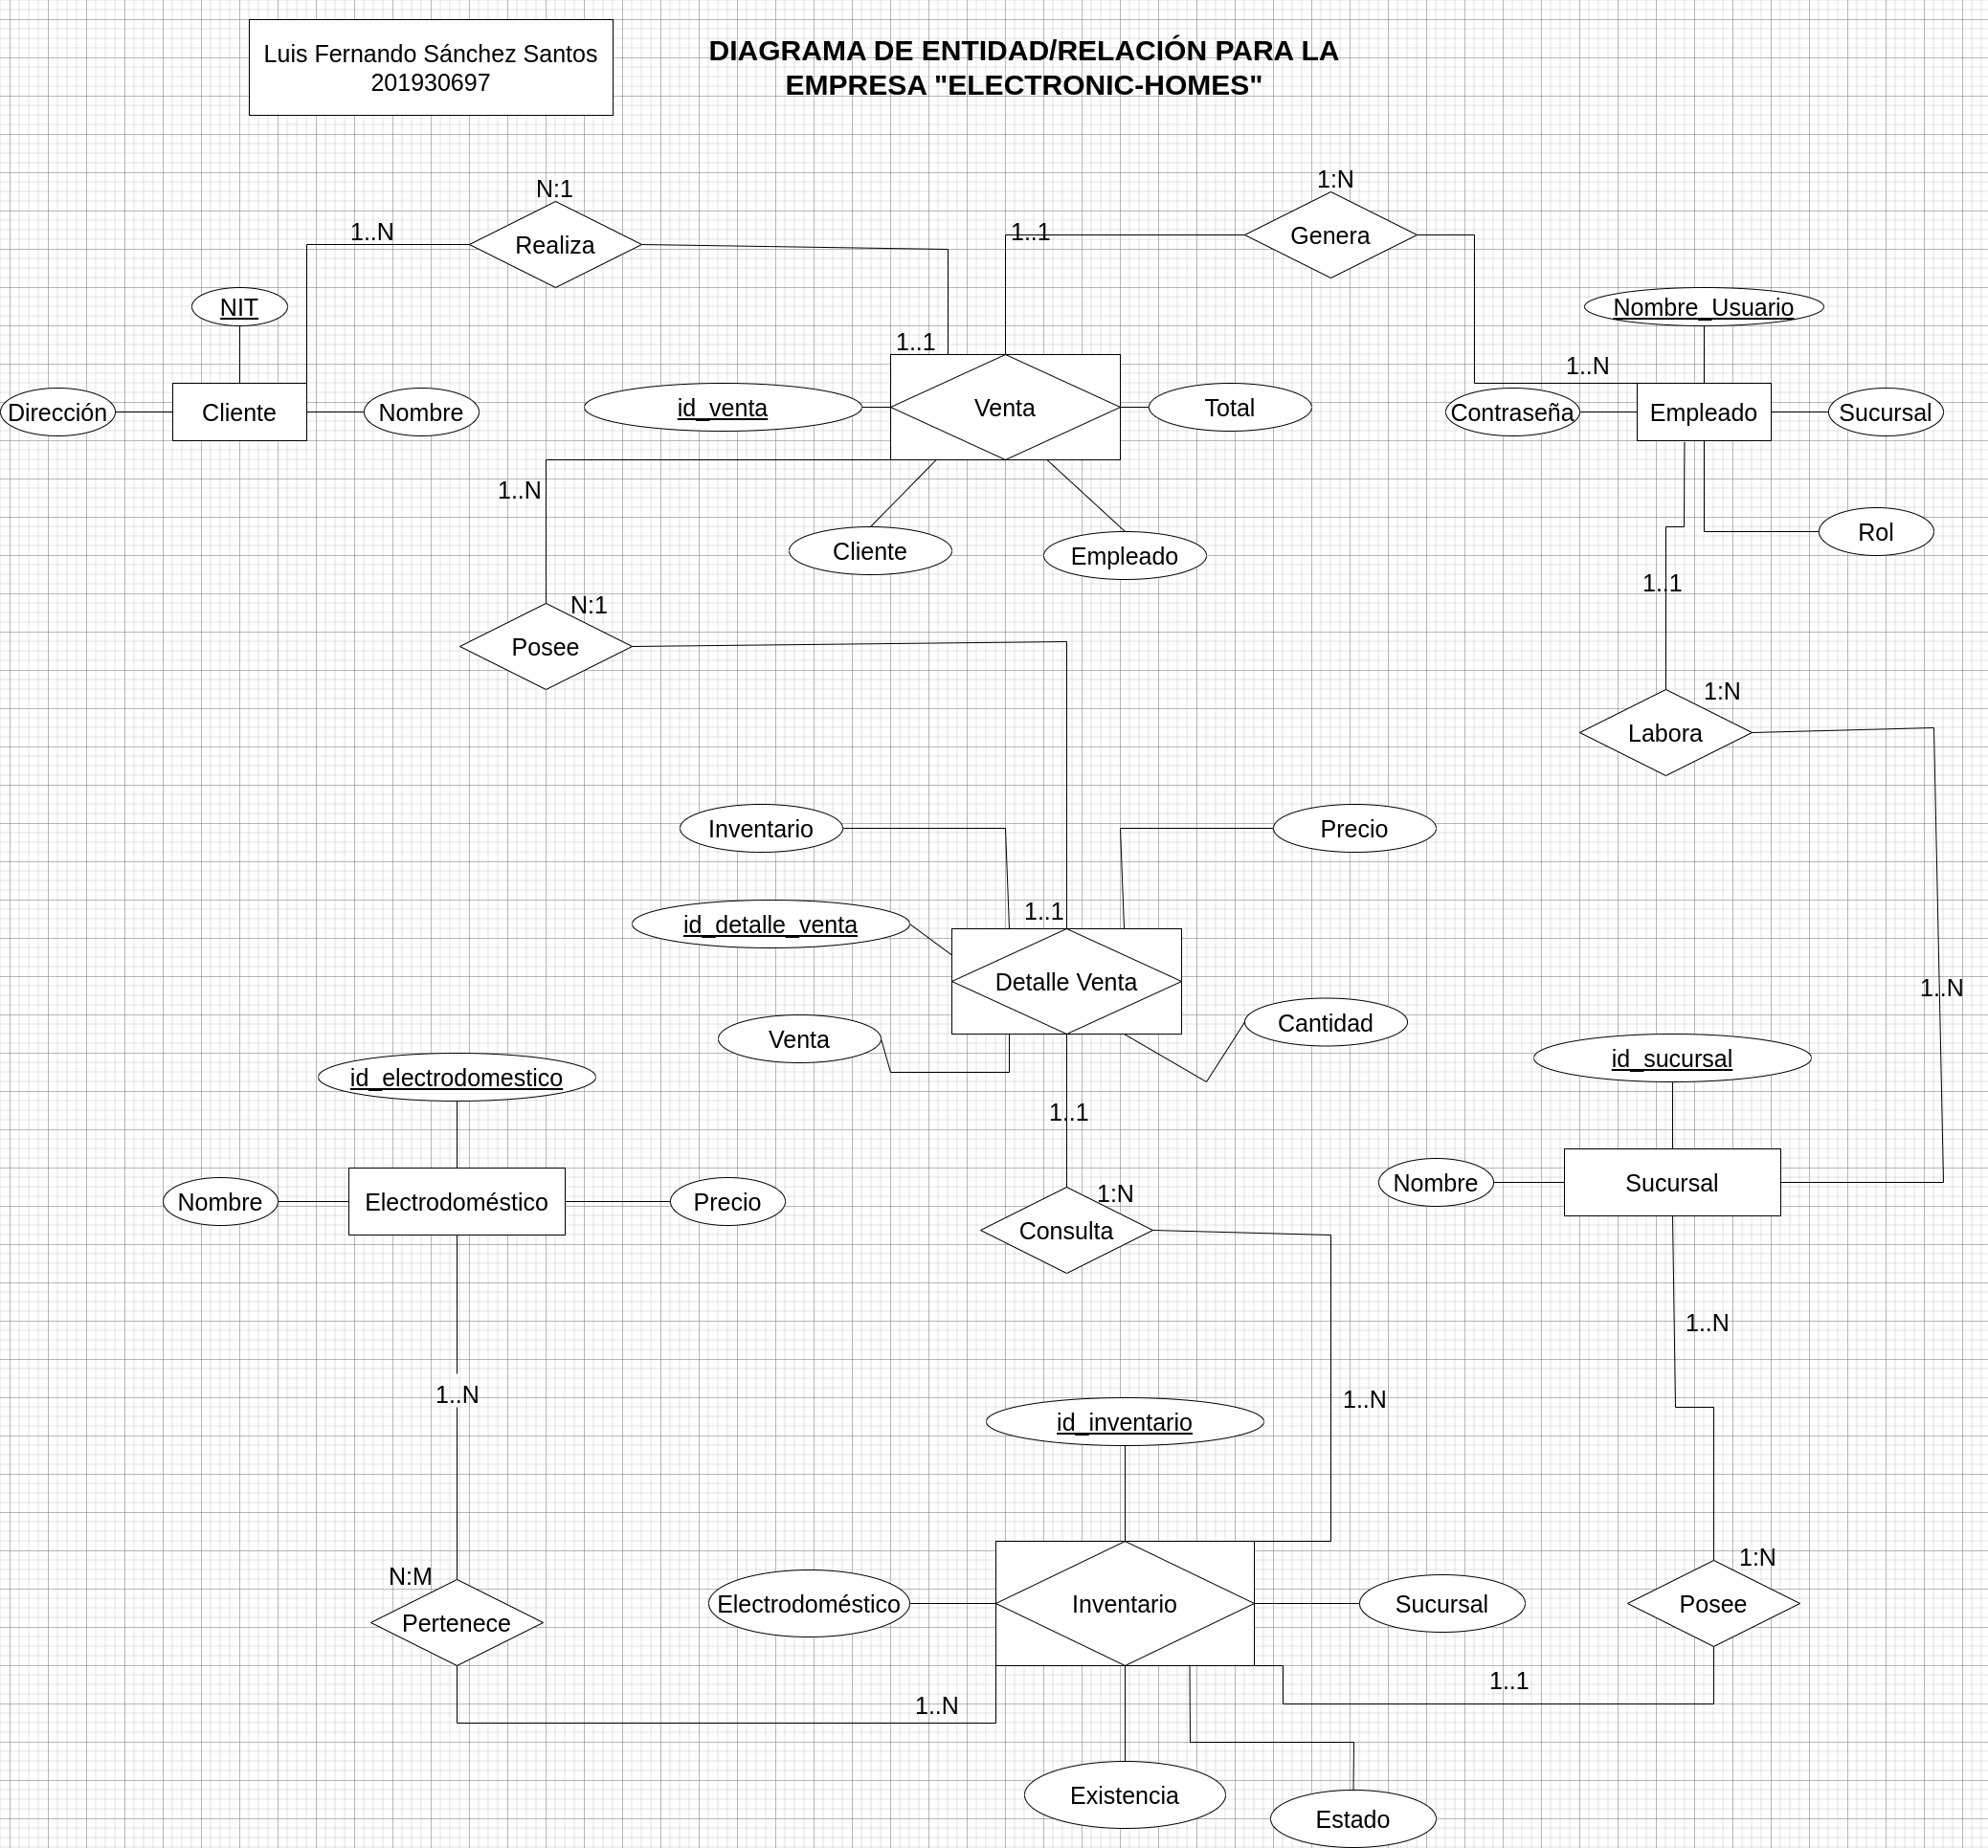 Luis Fernando Sánchez Santos
201930697
DIAGRAMA DE ENTIDAD/RELACIÓN PARA LA
EMPRESA "ELECTRONIC-HOMES"
N:1
1..N
Realiza
1:N
1..1
Genera
NIT
Dirección
Cliente
Nombre
1..1
id_venta
Venta
Total
Nombre_Usuario
1..N
Contraseña
Empleado
Sucursal
1..N
Cliente
Empleado
Rol
1..1
N:1
Posee
1:N
Labora
Inventario
Precio
1..1
id_detalle_venta
Detalle Venta
Venta
Cantidad
1..N
1..1
id_electrodomestico
id_sucursal
Nombre
Electrodoméstico
Precio
1:N
Consulta
Nombre
Sucursal
1..N
1..N
1..N
id_inventario
N:M
Pertenece
Electrodoméstico
Inventario
Sucursal
1:N
Posee
1..N
1..1
Existencia
Estado